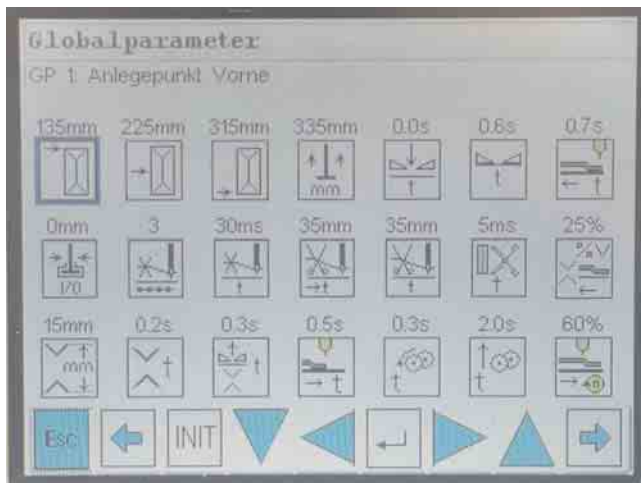 Globalparameter
GP 1: Anlegepunkt Vorne
135mm 225mm 315mm 335mm 0.0s 0.6s 0.7s
mm t t t
0mm 3 30ms 35mm 35mm 5ms 25%
I/O t t t t
15mm 0.2s 0.3s 0.5s 0.3s 2.0s 60%
mm t t t t t
Esc INIT